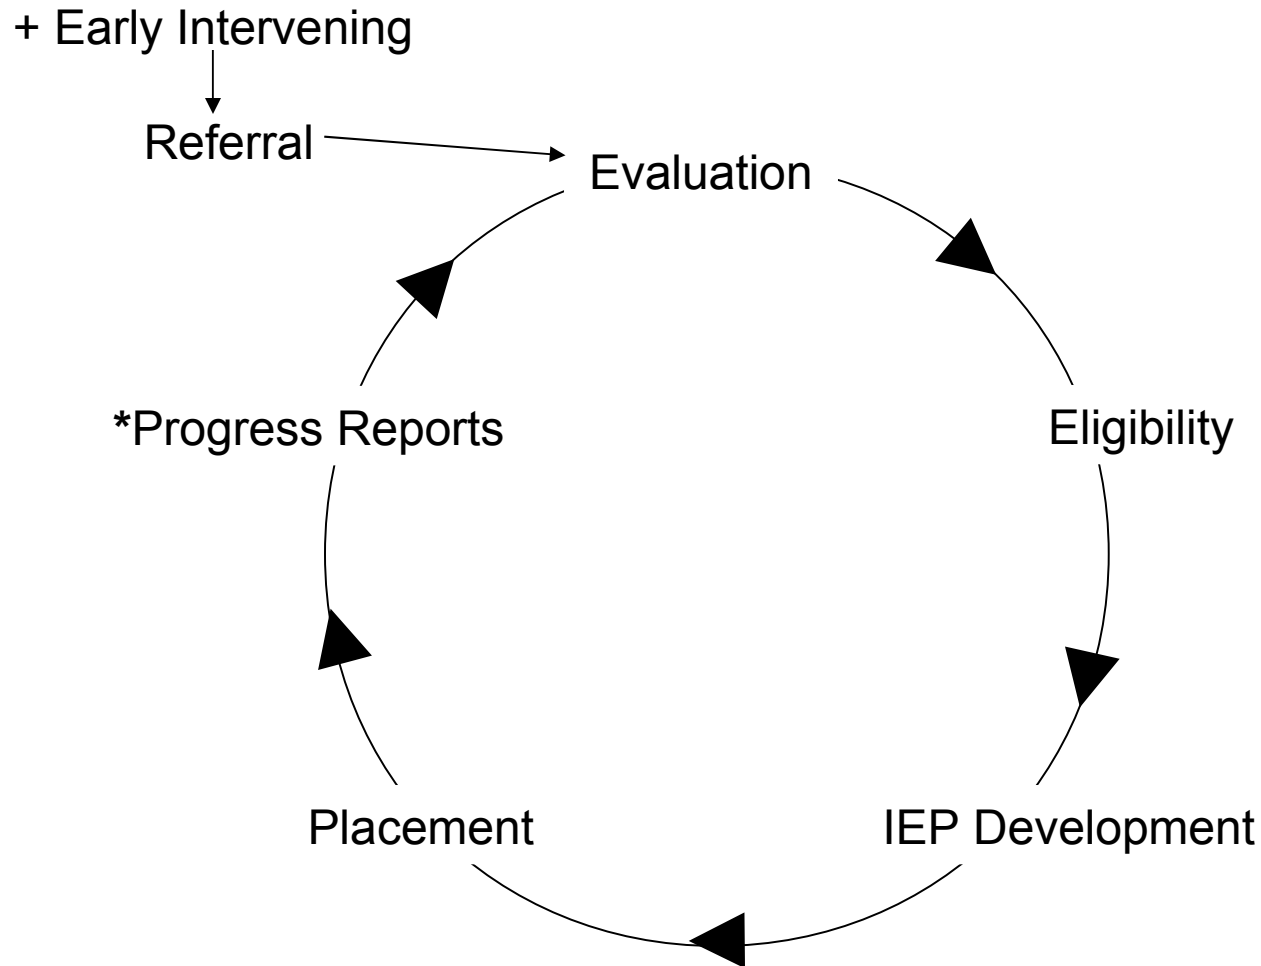 + Early Intervening
Referral
Evaluation
Eligibility
IEP Development
Placement
*Progress Reports